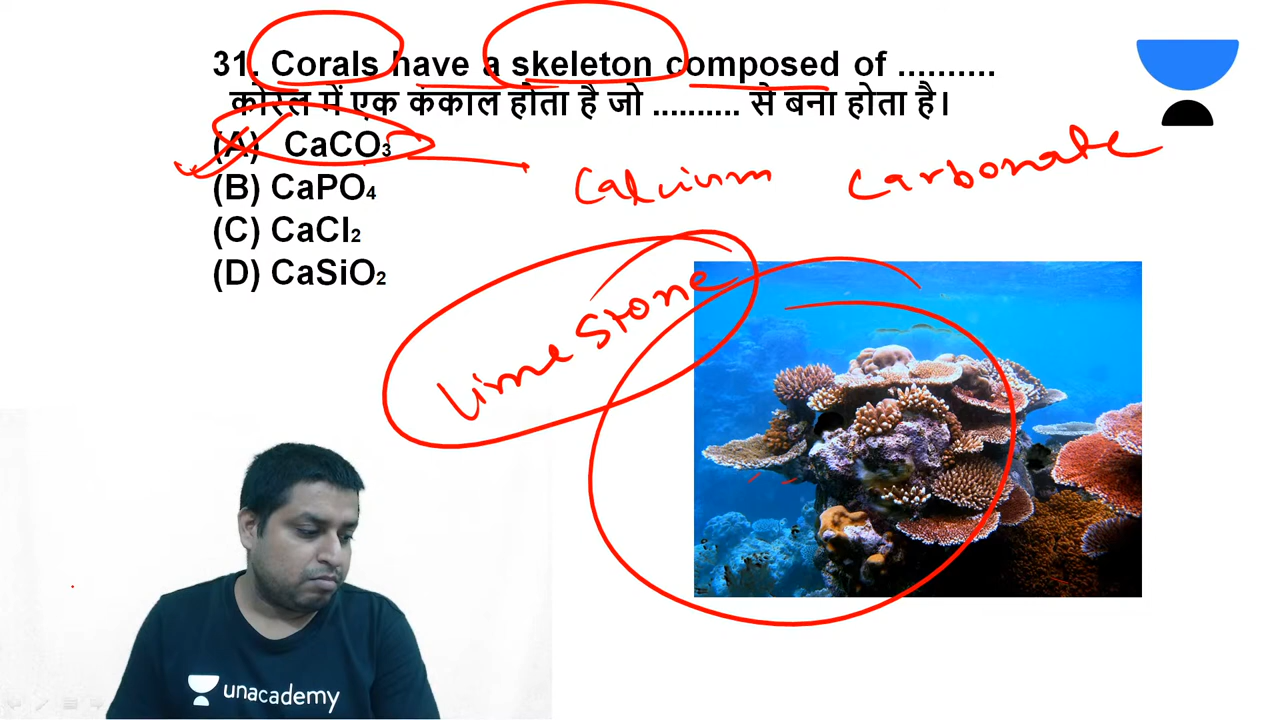 31. Corals have a skeleton composed of ..........
कोरल में एक कंकाल होता है जो .......... से बना होता है।
(A) CaCO3
Calcium Carbonate
(B) CaPO4
(C) CaCl2
(D) CaSiO2
limestone
unacademy